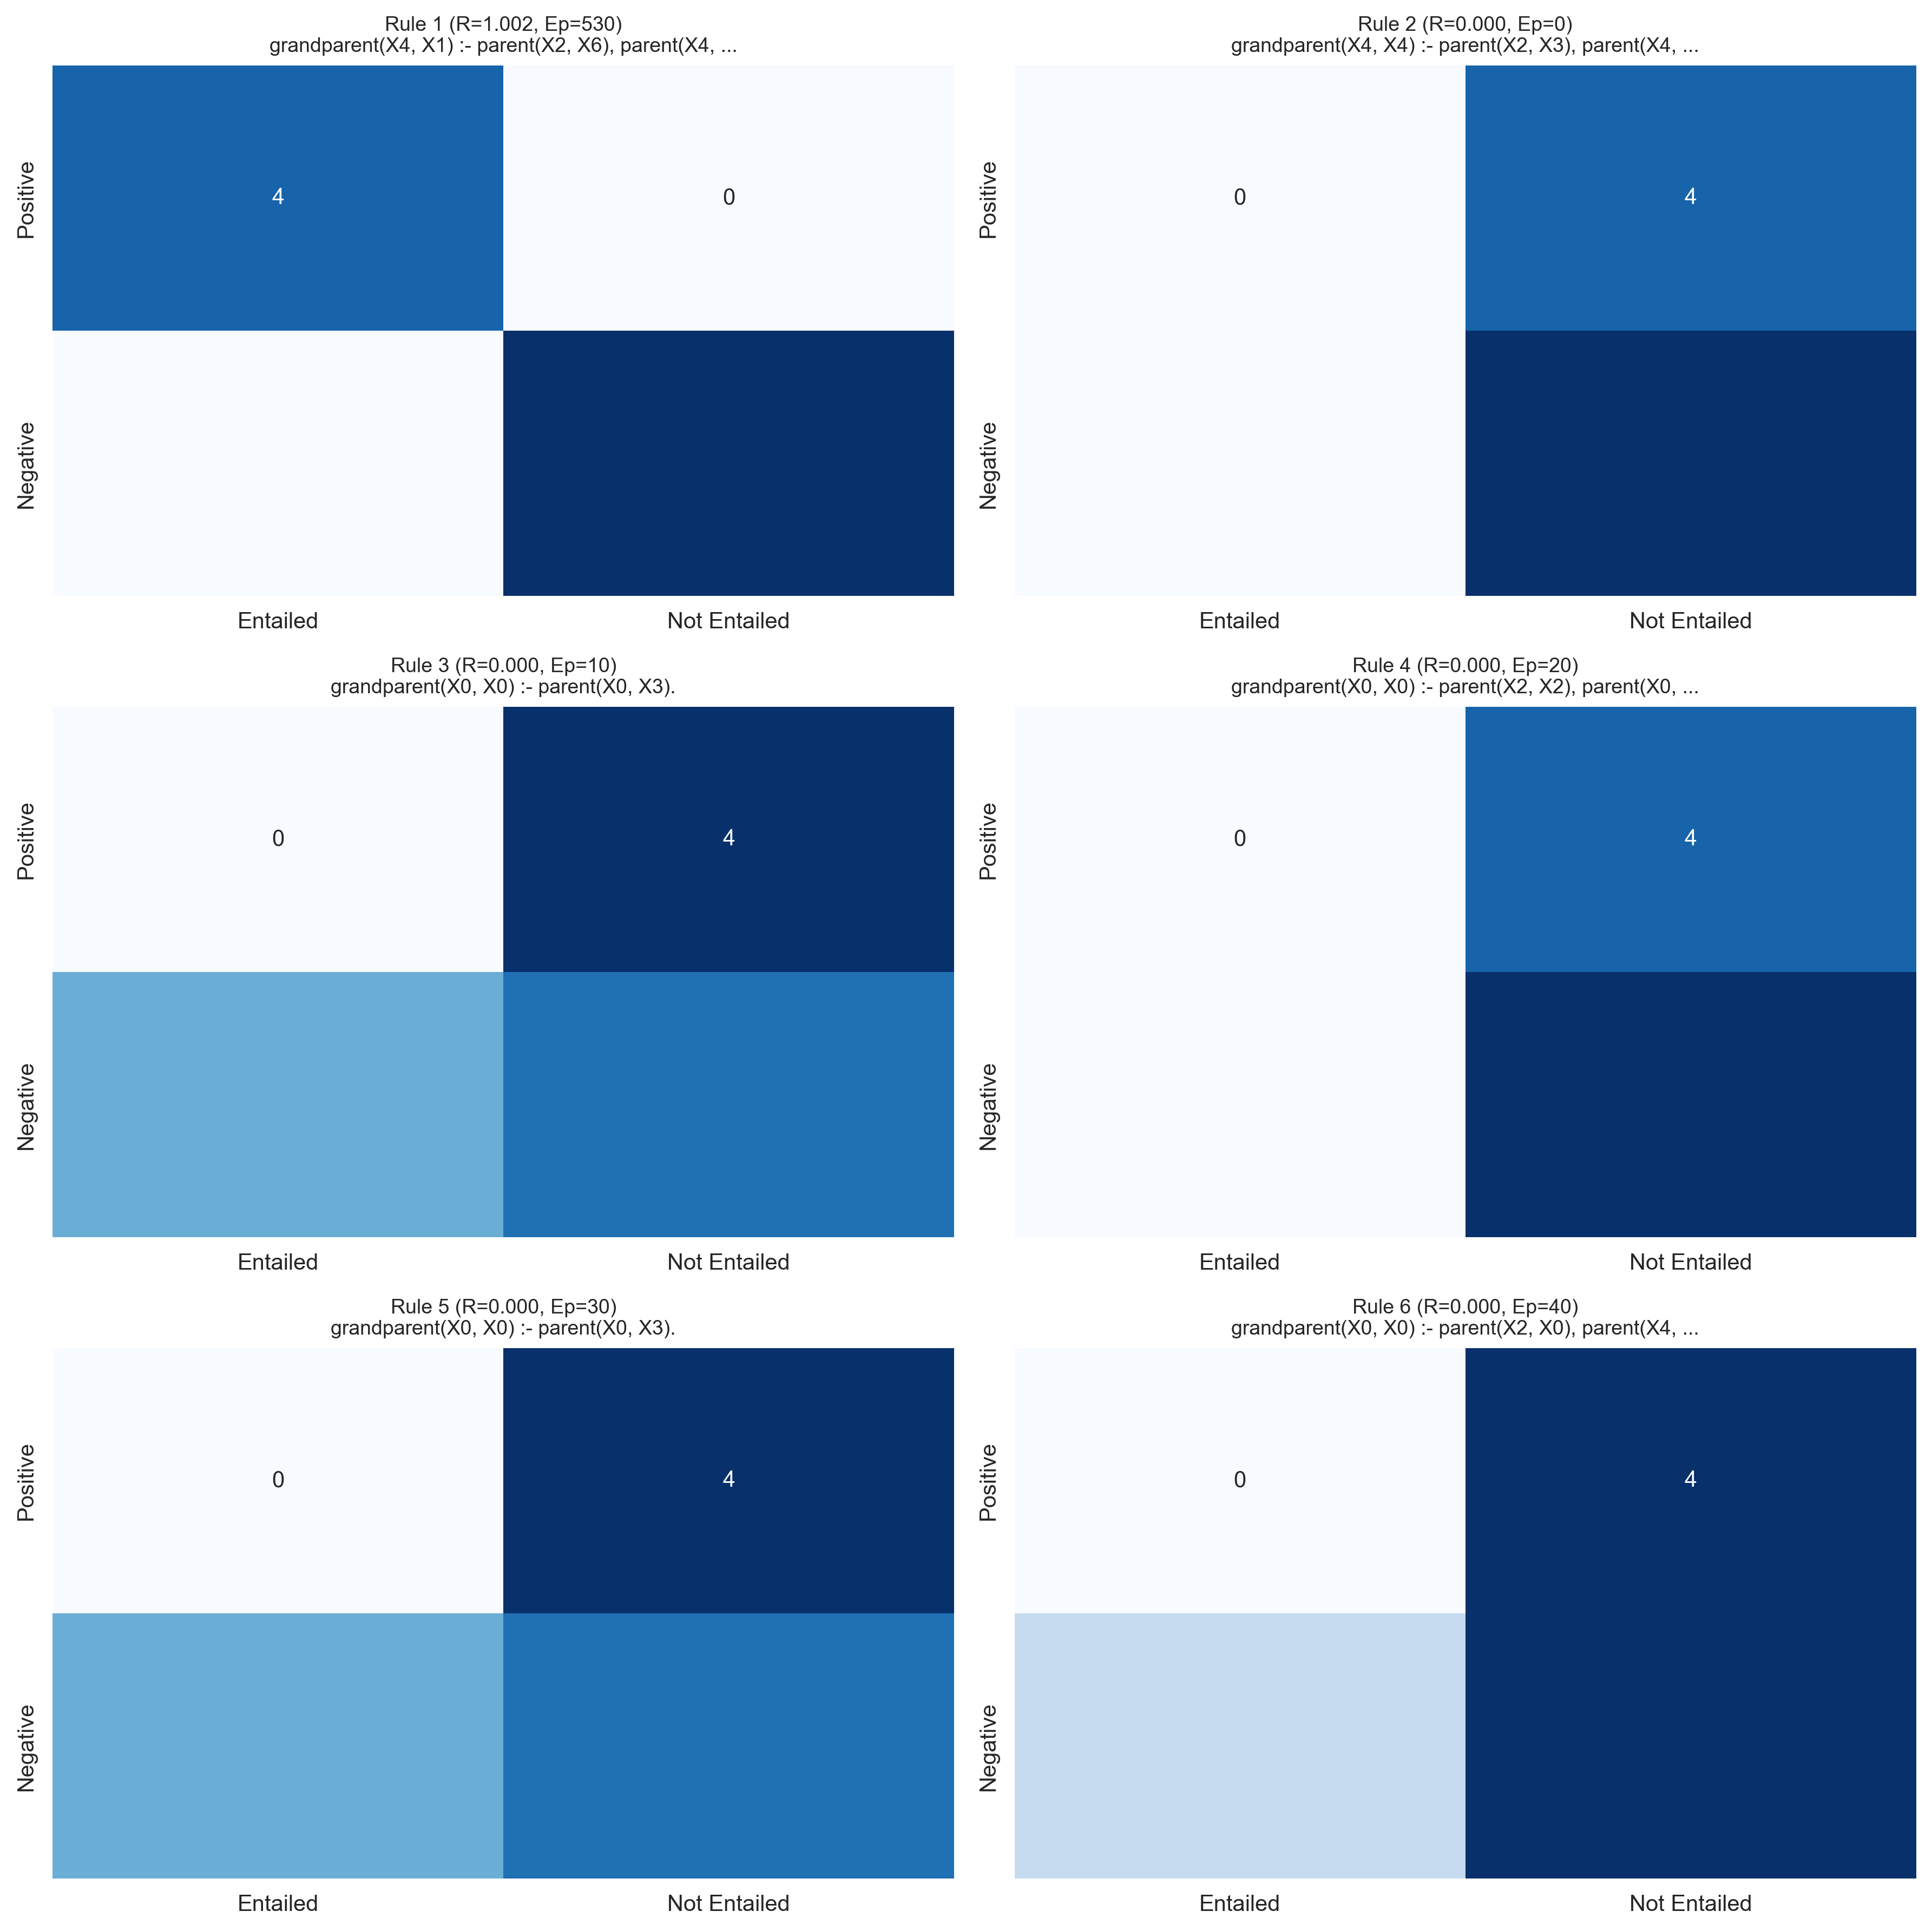 Rule 1 (R=1.002, Ep=530)
grandparent(X4, X1) :- parent(X2, X6), parent(X4, ...
Positive
4
0
Negative
Entailed
Not Entailed
Rule 2 (R=0.000, Ep=0)
grandparent(X4, X4) :- parent(X2, X3), parent(X4, ...
Positive
0
4
Negative
Entailed
Not Entailed
Rule 3 (R=0.000, Ep=10)
grandparent(X0, X0) :- parent(X0, X3).
Positive
0
4
Negative
Entailed
Not Entailed
Rule 4 (R=0.000, Ep=20)
grandparent(X0, X0) :- parent(X2, X2), parent(X0, ...
Positive
0
4
Negative
Entailed
Not Entailed
Rule 5 (R=0.000, Ep=30)
grandparent(X0, X0) :- parent(X0, X3).
Positive
0
4
Negative
Entailed
Not Entailed
Rule 6 (R=0.000, Ep=40)
grandparent(X0, X0) :- parent(X2, X0), parent(X4, ...
Positive
0
4
Negative
Entailed
Not Entailed